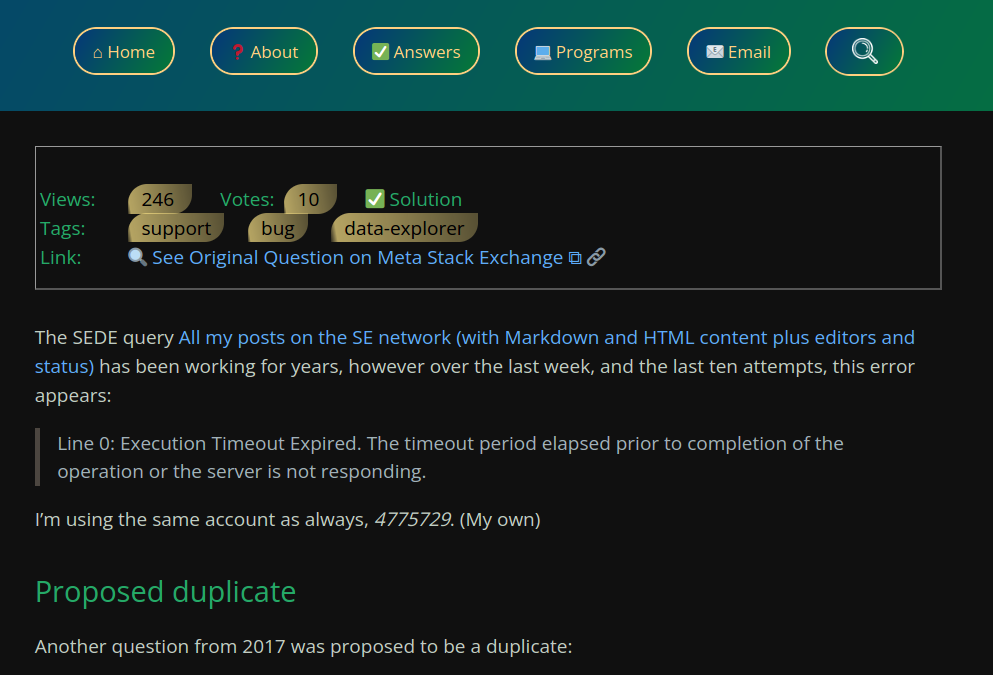 ⌂ Home ❓ About ✅ Answers 💻 Programs 📧 Email 🔍
Views: 246 Votes: 10 ✅ Solution
Tags: support bug data-explorer
Link: 🔍 See Original Question on Meta Stack Exchange ⧉ 🔗
The SEDE query All my posts on the SE network (with Markdown and HTML content plus editors and
status) has been working for years, however over the last week, and the last ten attempts, this error
appears:
Line 0: Execution Timeout Expired. The timeout period elapsed prior to completion of the
operation or the server is not responding.
I’m using the same account as always, 4775729. (My own)
Proposed duplicate
Another question from 2017 was proposed to be a duplicate: